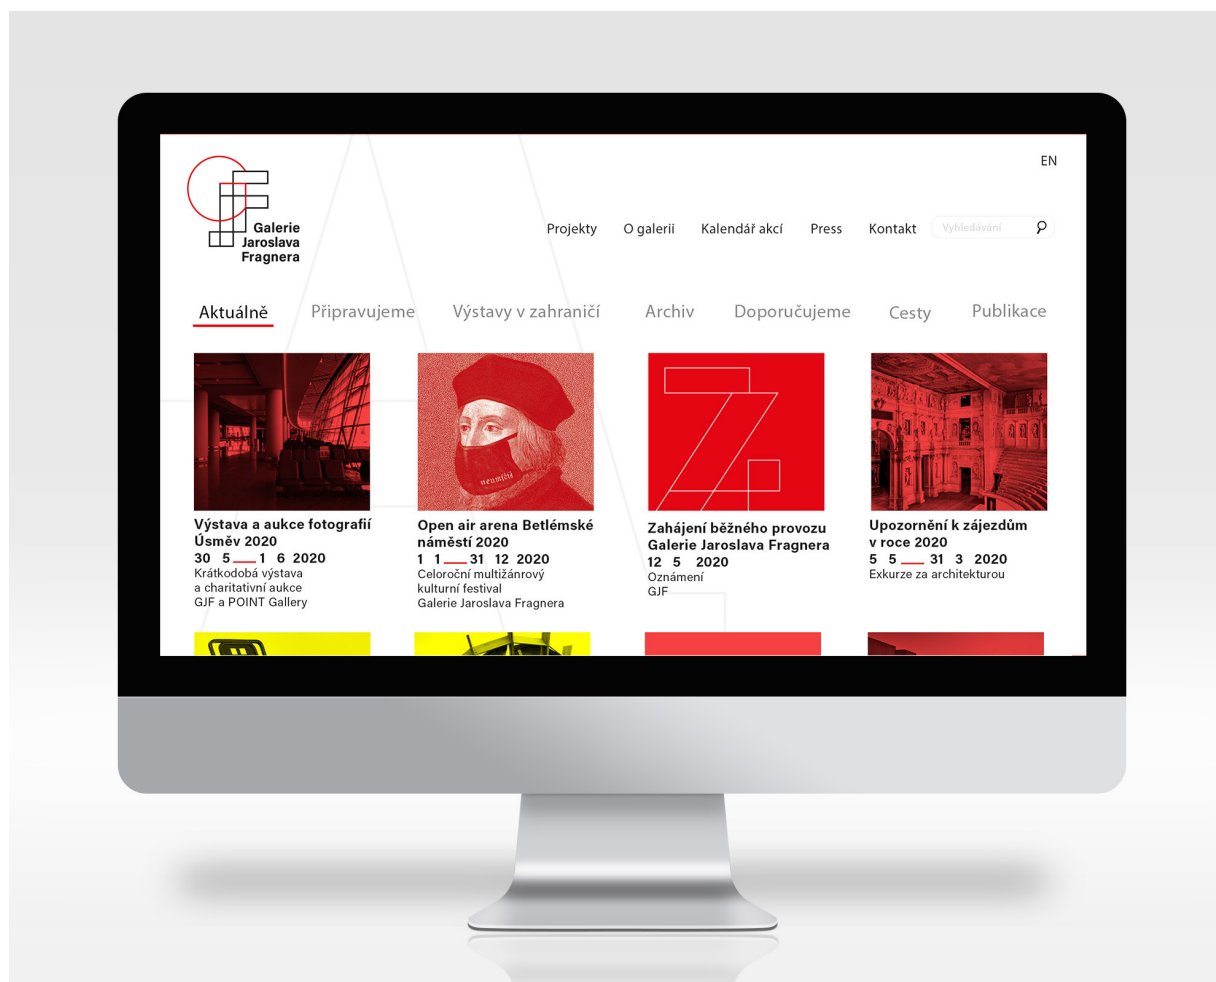 EN
Galerie
Jaroslava
Fragnera
Projekty O galerii Kalendář akcí Press Kontakt Vyhledávání
Aktuálně Připravujeme Výstavy v zahraničí Archiv Doporučujeme Cesty Publikace
neumřeš
Výstava a aukce fotografií
Úsměv 2020
30 5 __ 1 6 2020
Krátkodobá výstava
a charitativní aukce
GJF a POINT Gallery
Open air arena Betlémské
náměstí 2020
1 1 __ 31 12 2020
Celoroční multižánrový
kulturní festival
Galerie Jaroslava Fragnera
Zahájení běžného provozu
Galerie Jaroslava Fragnera
12 5 2020
Oznámení
GJF
Upozornění k zájezdům
v roce 2020
5 5 __ 31 3 2020
Exkurze za architekturou